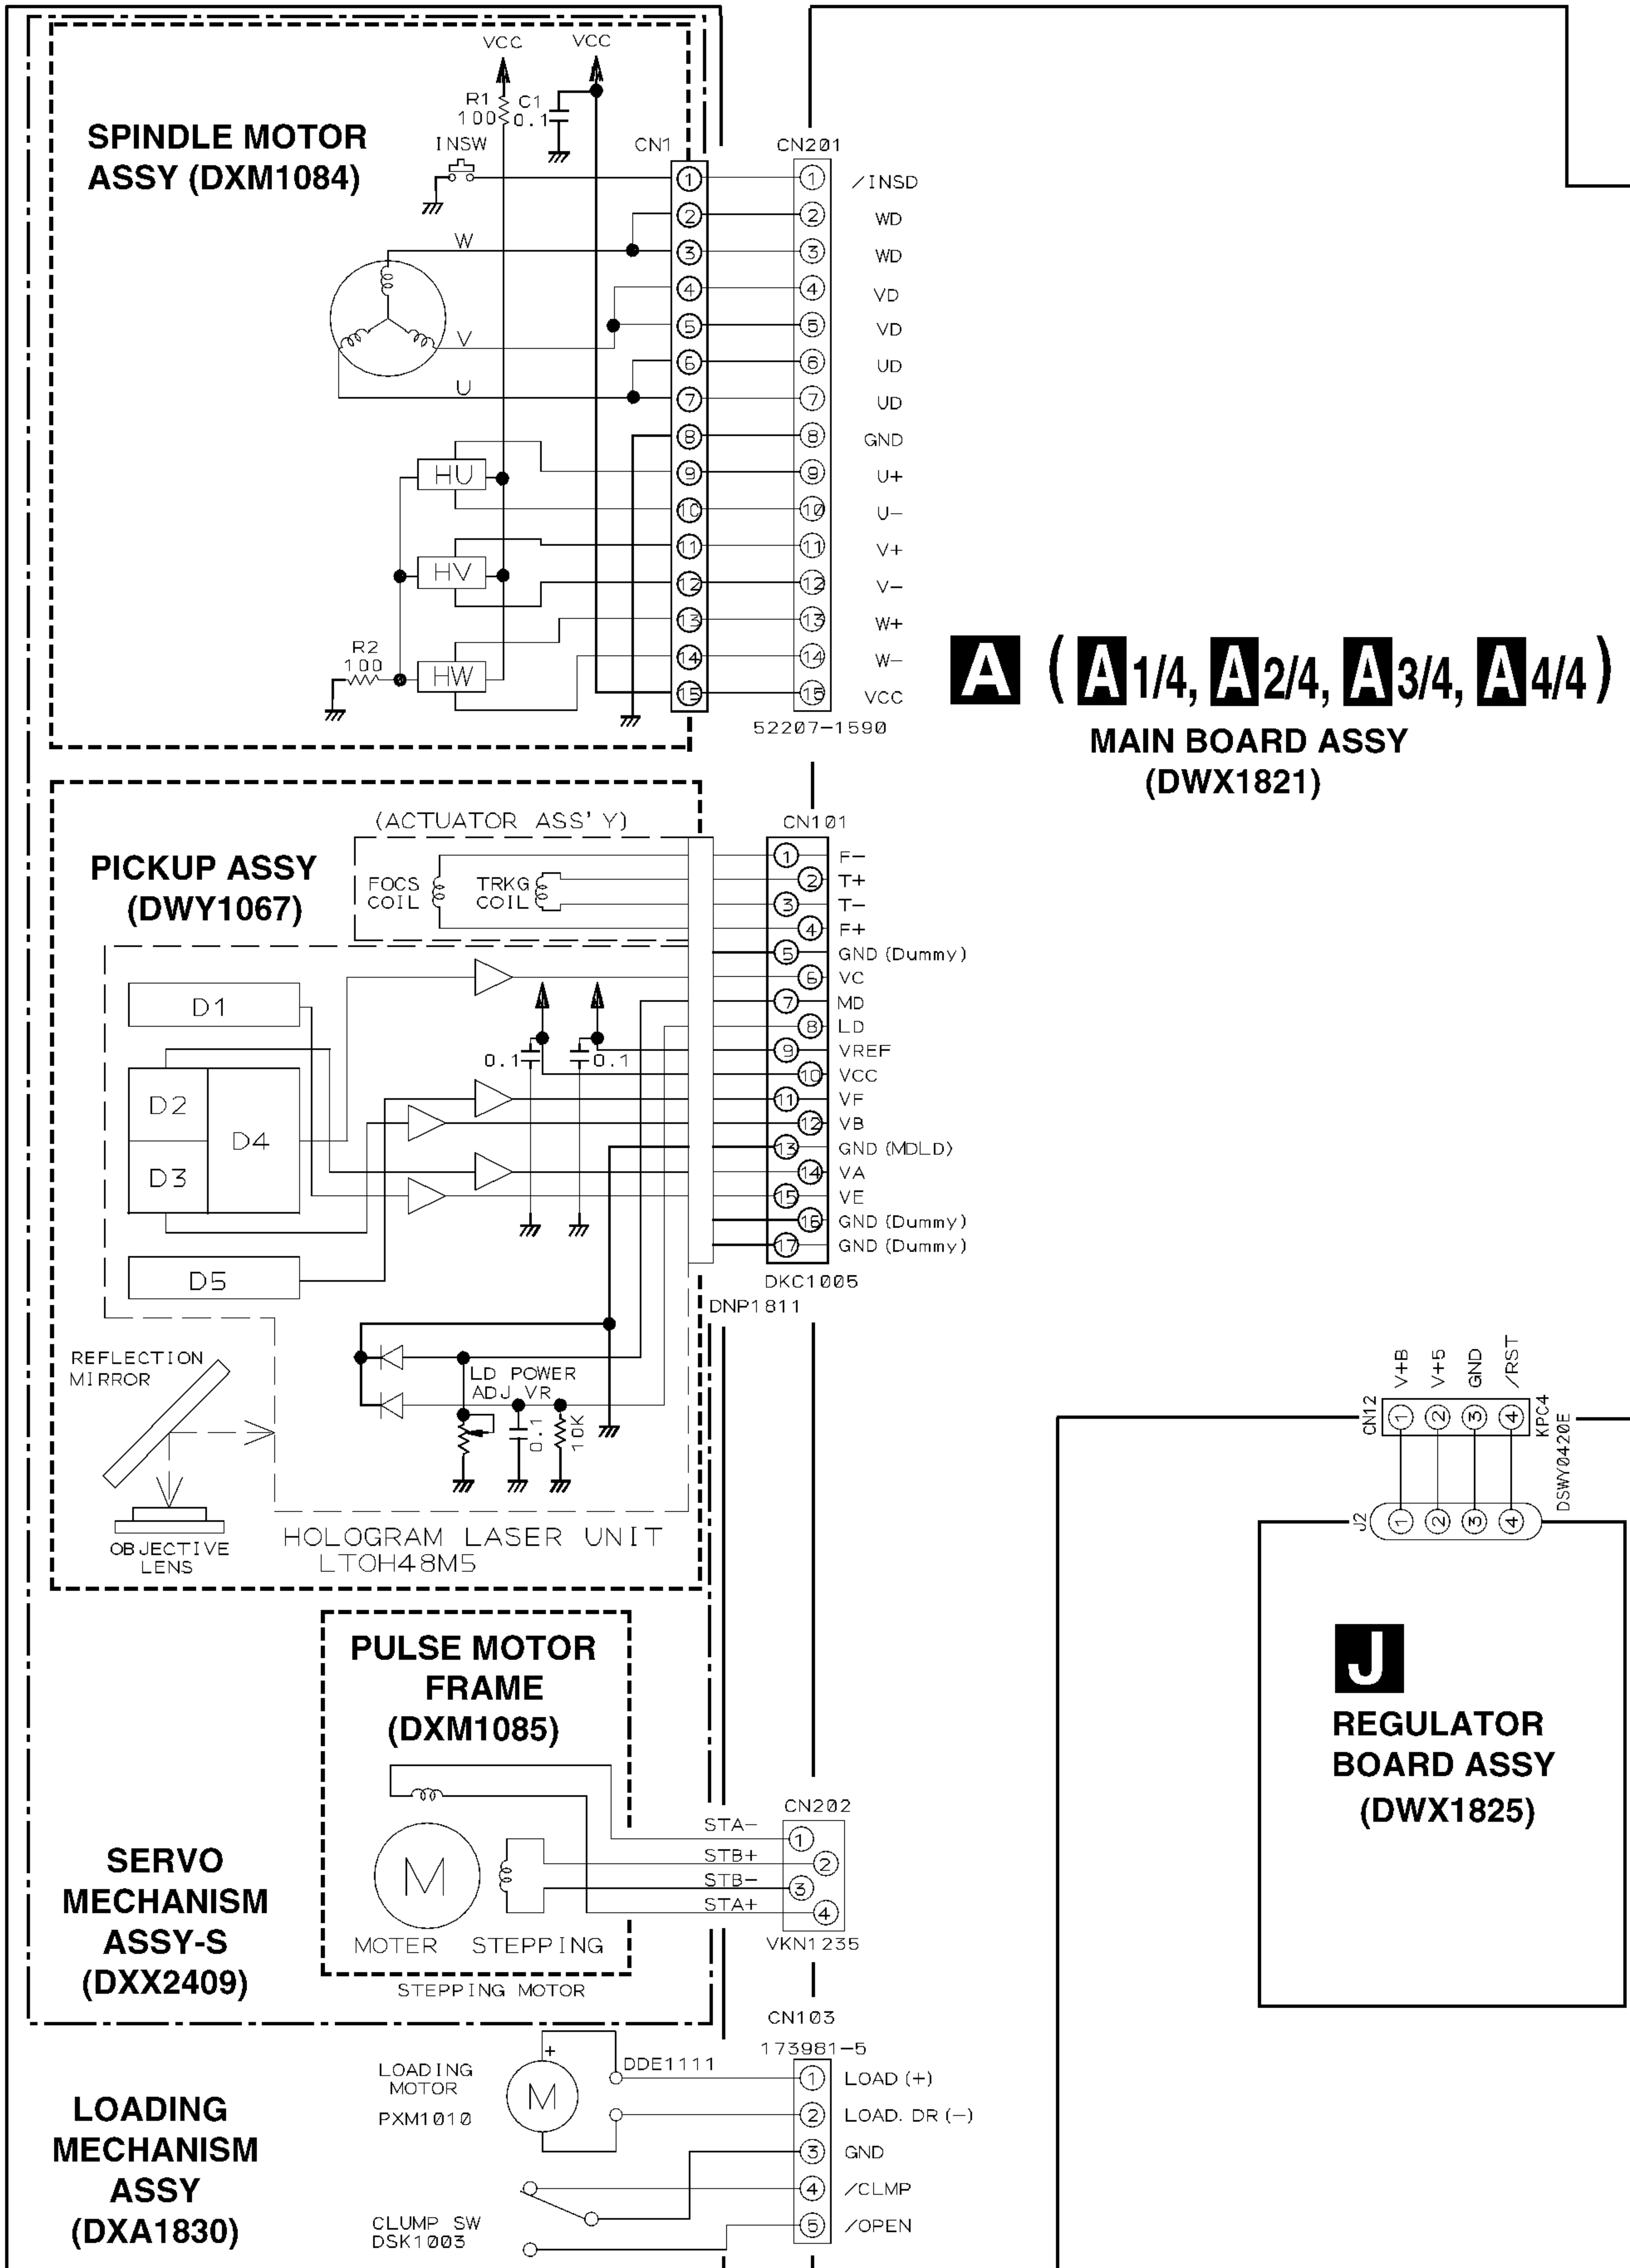 SPINDLE MOTOR
ASSY (DXM1084)
VCC
VCC
R1
100
C1
0.1
INSW
CN1
CN201
1
2
3
4
5
6
7
8
9
10
11
12
13
14
15
1 /INSD
2 WD
3 WD
4 VD
5 VD
6 UD
7 UD
8 GND
9 U+
10 U−
11 V+
12 V−
13 W+
14 W−
15 VCC
52207-1590
W
V
U
HU
HV
HW
R2
100
A (A1/4, A2/4, A3/4, A4/4)
MAIN BOARD ASSY
(DWX1821)
PICKUP ASSY
(DWY1067)
(ACTUATOR ASS'Y)
FOCS
COIL
TRKG
COIL
CN101
1 F−
2 T+
3 T−
4 F+
5 GND (Dummy)
6 VC
7 MD
8 LD
9 VREF
10 VCC
11 VF
12 VB
13 GND (MDLD)
14 VA
15 VE
16 GND (Dummy)
17 GND (Dummy)
DKC1005
DNP1811
D1
D2
D3
D4
D5
0.1
0.1
LD POWER
ADJ VR
0.1
10K
REFLECTION
MIRROR
OBJECTIVE
LENS
HOLOGRAM LASER UNIT
LT0H48M5
CN12
V+B
V+5
GND
/RST
1 2 3 4
KPC4
DSWY0420E
J2
1 2 3 4
J
REGULATOR
BOARD ASSY
(DWX1825)
PULSE MOTOR
FRAME
(DXM1085)
M
MOTER STEPPING
STEPPING MOTOR
CN202
STA− 1
STB+ 2
STB− 3
STA+ 4
VKN1235
SERVO
MECHANISM
ASSY-S
(DXX2409)
CN103
173981-5
LOADING
MOTOR
PXM1010
+
M
DDE1111
1 LOAD (+)
2 LOAD. DR (−)
3 GND
4 /CLMP
5 /OPEN
LOADING
MECHANISM
ASSY
(DXA1830)
CLUMP SW
DSK1003